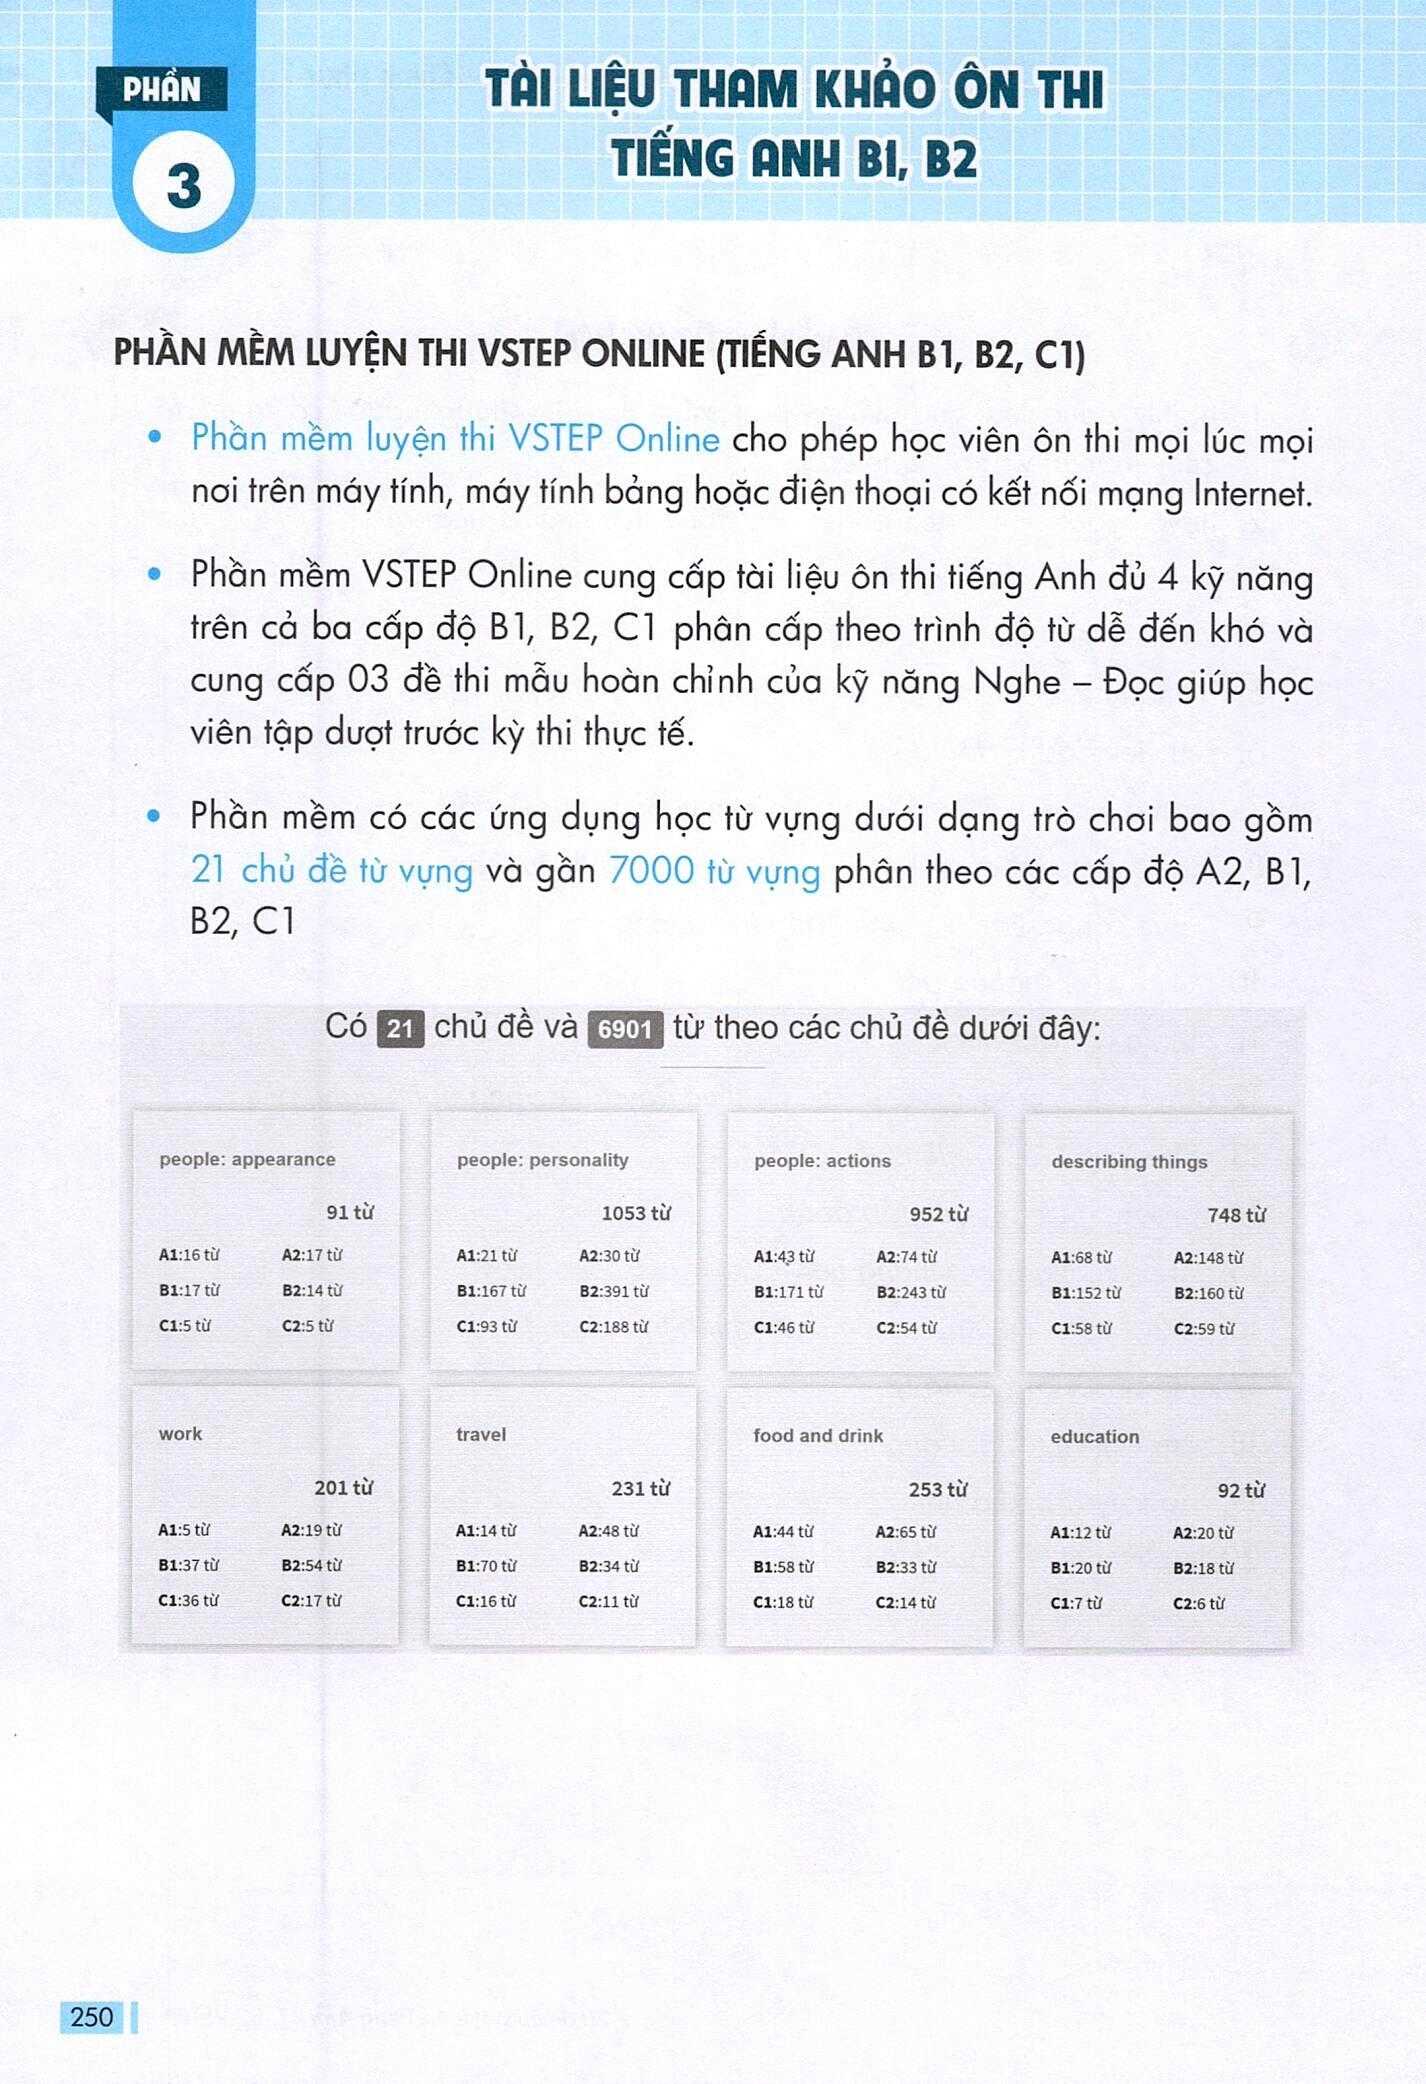 PHẦN
3
TÀI LIỆU THAM KHẢO ÔN THI
TIẾNG ANH B1, B2
PHẦN MỀM LUYỆN THI VSTEP ONLINE (TIẾNG ANH B1, B2, C1)
• Phần mềm luyện thi VSTEP Online cho phép học viên ôn thi mọi lúc mọi
nơi trên máy tính, máy tính bảng hoặc điện thoại có kết nối mạng Internet.
• Phần mềm VSTEP Online cung cấp tài liệu ôn thi tiếng Anh đủ 4 kỹ năng
trên cả ba cấp độ B1, B2, C1 phân cấp theo trình độ từ dễ đến khó và
cung cấp 03 đề thi mẫu hoàn chỉnh của kỹ năng Nghe – Đọc giúp học
viên tập dượt trước kỳ thi thực tế.
• Phần mềm có các ứng dụng học từ vựng dưới dạng trò chơi bao gồm
21 chủ đề từ vựng và gần 7000 từ vựng phân theo các cấp độ A2, B1,
B2, C1
Có 21 chủ đề và 6901 từ theo các chủ đề dưới đây:
people: appearance
91 từ
A1:16 từ A2:17 từ
B1:17 từ B2:14 từ
C1:5 từ C2:5 từ
people: personality
1053 từ
A1:21 từ A2:30 từ
B1:167 từ B2:391 từ
C1:93 từ C2:188 từ
people: actions
952 từ
A1:43 từ A2:74 từ
B1:171 từ B2:243 từ
C1:46 từ C2:54 từ
describing things
748 từ
A1:68 từ A2:148 từ
B1:152 từ B2:160 từ
C1:58 từ C2:59 từ
work
201 từ
A1:5 từ A2:19 từ
B1:37 từ B2:54 từ
C1:36 từ C2:17 từ
travel
231 từ
A1:14 từ A2:48 từ
B1:70 từ B2:34 từ
C1:16 từ C2:11 từ
food and drink
253 từ
A1:44 từ A2:65 từ
B1:58 từ B2:33 từ
C1:18 từ C2:14 từ
education
92 từ
A1:12 từ A2:20 từ
B1:20 từ B2:18 từ
C1:7 từ C2:6 từ
250